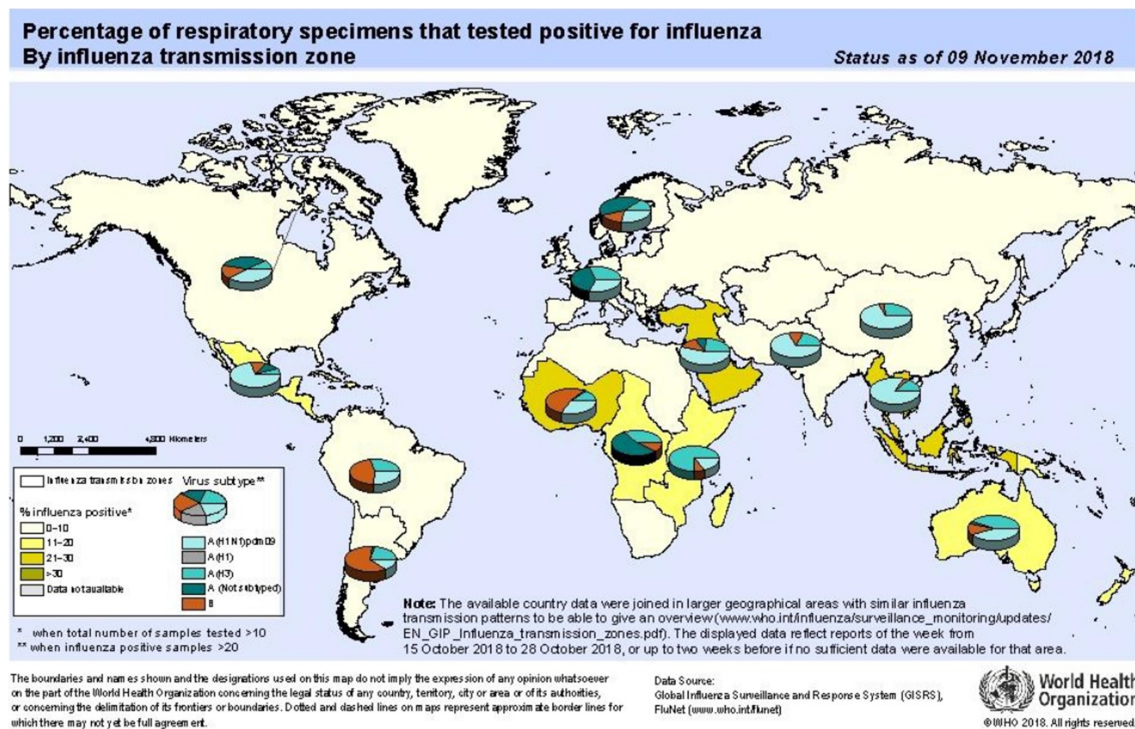 Percentage of respiratory specimens that tested positive for influenza
By influenza transmission zone
Status as of 09 November 2018
0 1,200 2,400 4,800 Kilometers
Influenza transmission zones
% influenza positive*
0-10
11-20
21-30
>30
Data not available
Virus subtype**
A(H1N1)pdm09
A(H1)
A(H3)
A (Not subtyped)
B
* when total number of samples tested >10
** when influenza positive samples >20
Note: The available country data were joined in larger geographical areas with similar influenza
transmission patterns to be able to give an overview (www.who.int/influenza/surveillance_monitoring/updates/
EN_GIP_Influenza_transmission_zones.pdf). The displayed data reflect reports of the week from
15 October 2018 to 28 October 2018, or up to two weeks before if no sufficient data were available for that area.
The boundaries and names shown and the designations used on this map do not imply the expression of any opinion whatsoever
on the part of the World Health Organization concerning the legal status of any country, territory, city or area or of its authorities,
or concerning the delimitation of its frontiers or boundaries. Dotted and dashed lines on maps represent approximate border lines for
which there may not yet be full agreement.
Data Source:
Global Influenza Surveillance and Response System (GISRS),
FluNet (www.who.int/flunet)
World Health
Organization
©WHO 2018. All rights reserved.